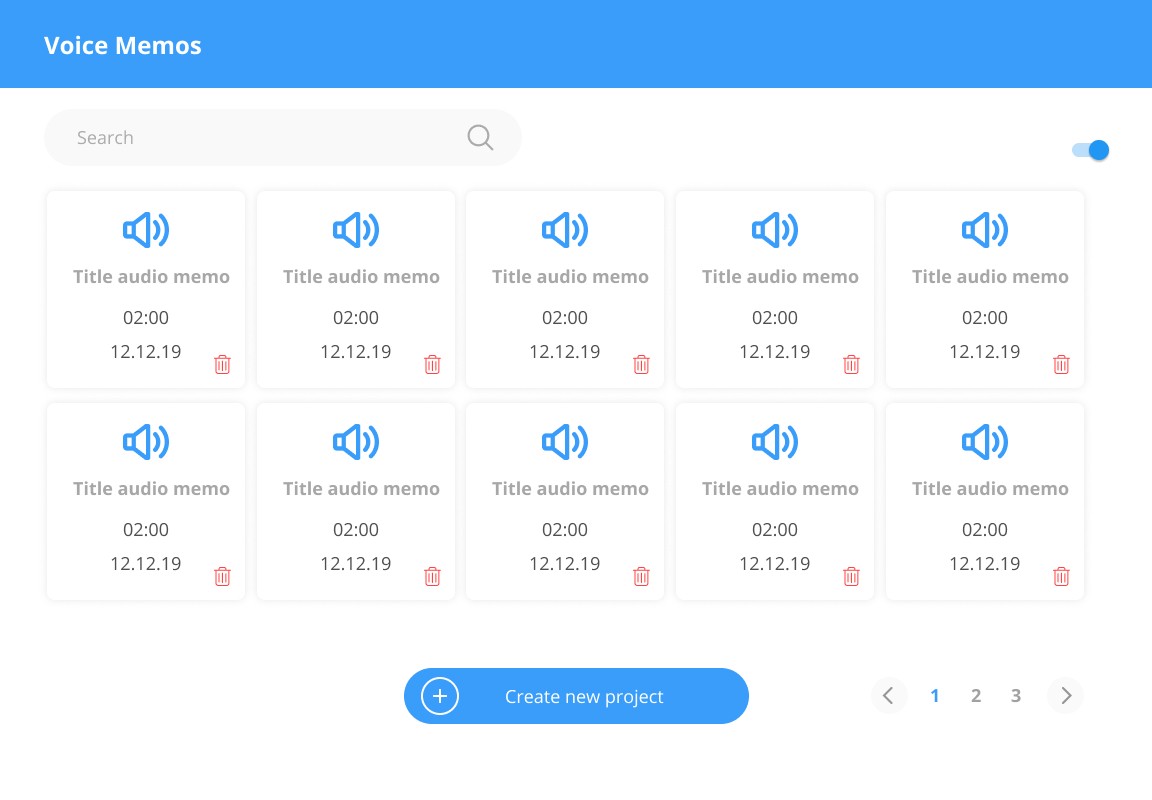 Voice Memos
Search
Title audio memo Title audio memo Title audio memo Title audio memo Title audio memo
02:00 02:00 02:00 02:00 02:00
12.12.19 12.12.19 12.12.19 12.12.19 12.12.19
Title audio memo Title audio memo Title audio memo Title audio memo Title audio memo
02:00 02:00 02:00 02:00 02:00
12.12.19 12.12.19 12.12.19 12.12.19 12.12.19
Create new project 1 2 3